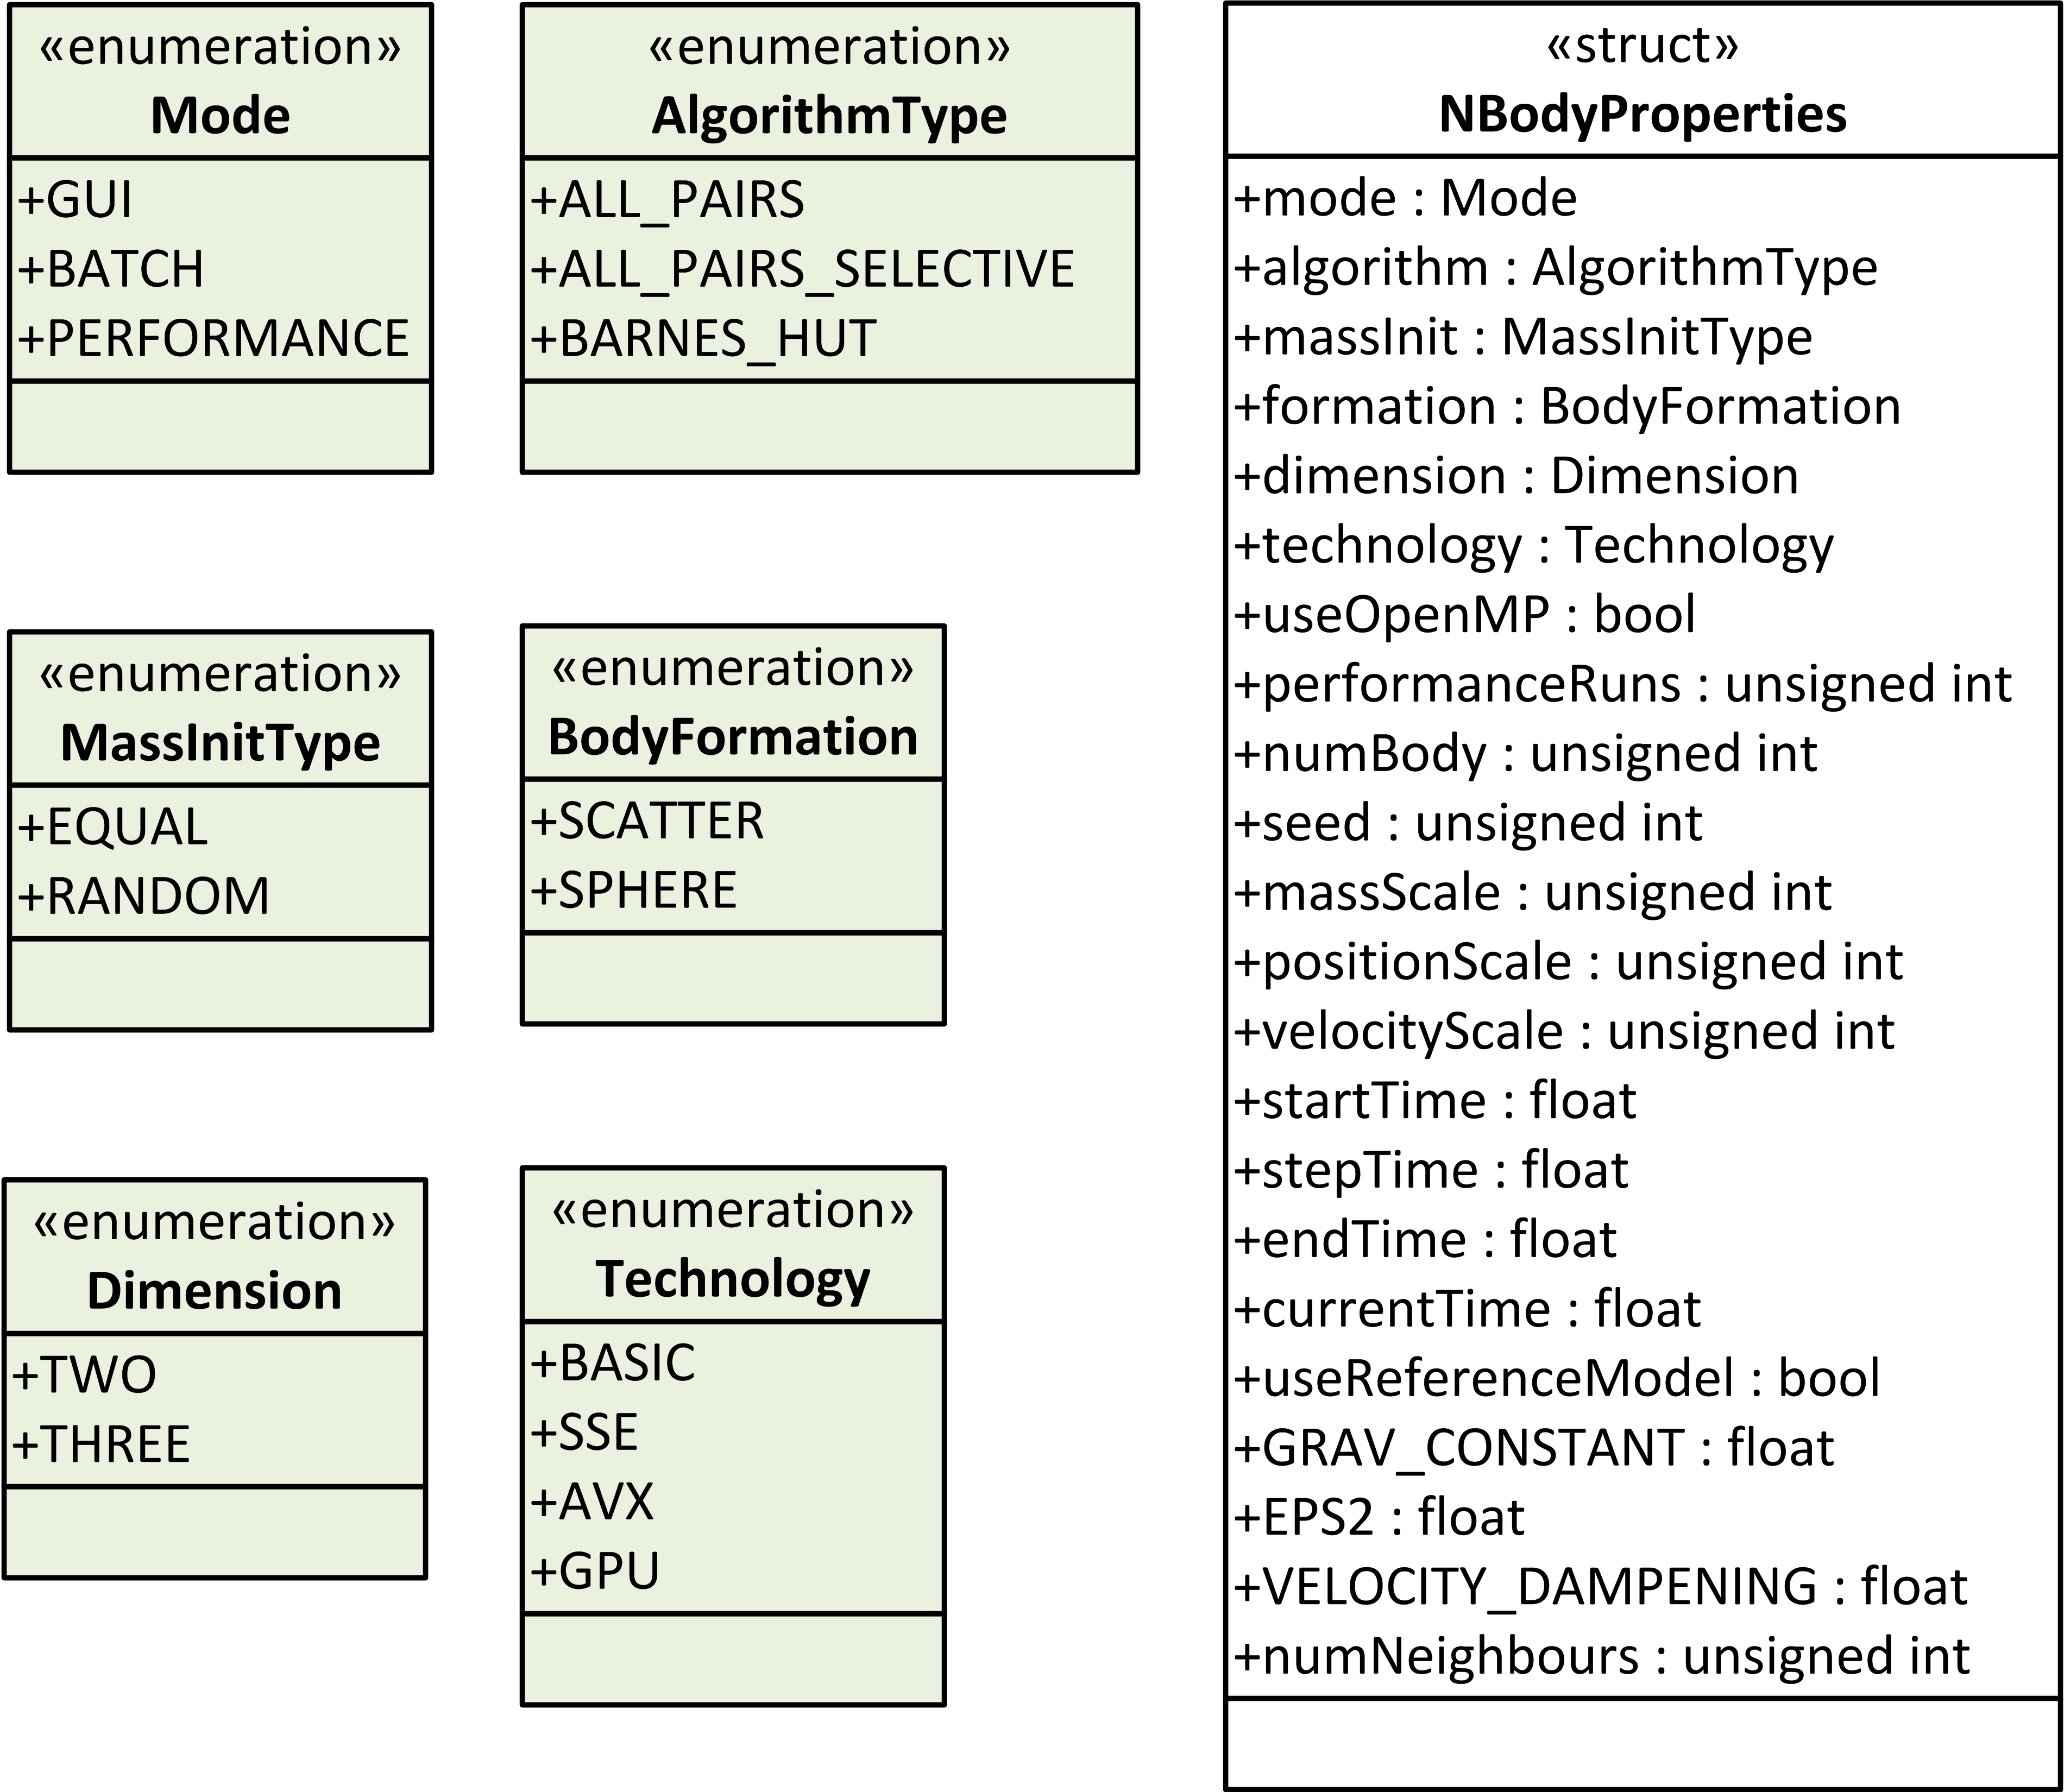 «enumeration»
Mode
+GUI
+BATCH
+PERFORMANCE
«enumeration»
AlgorithmType
+ALL_PAIRS
+ALL_PAIRS_SELECTIVE
+BARNES_HUT
«enumeration»
MassInitType
+EQUAL
+RANDOM
«enumeration»
BodyFormation
+SCATTER
+SPHERE
«enumeration»
Dimension
+TWO
+THREE
«enumeration»
Technology
+BASIC
+SSE
+AVX
+GPU
«struct»
NBodyProperties
+mode : Mode
+algorithm : AlgorithmType
+massInit : MassInitType
+formation : BodyFormation
+dimension : Dimension
+technology : Technology
+useOpenMP : bool
+performanceRuns : unsigned int
+numBody : unsigned int
+seed : unsigned int
+massScale : unsigned int
+positionScale : unsigned int
+velocityScale : unsigned int
+startTime : float
+stepTime : float
+endTime : float
+currentTime : float
+useReferenceModel : bool
+GRAV_CONSTANT : float
+EPS2 : float
+VELOCITY_DAMPENING : float
+numNeighbours : unsigned int